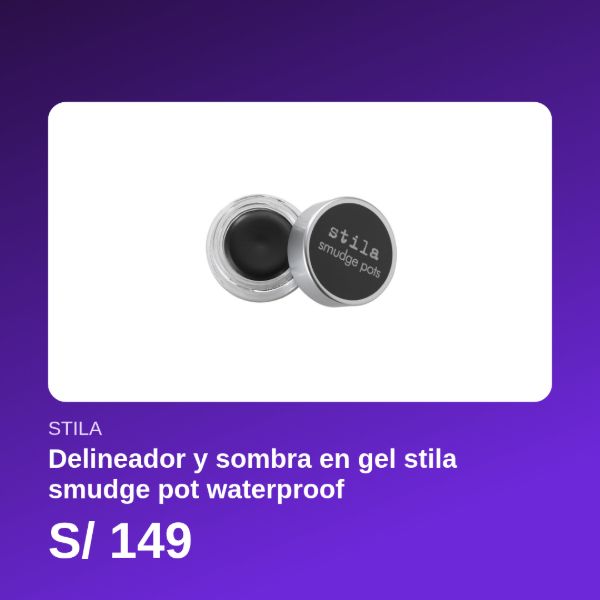 stila
smudge pots
STILA
Delineador y sombra en gel stila
smudge pot waterproof
S/ 149